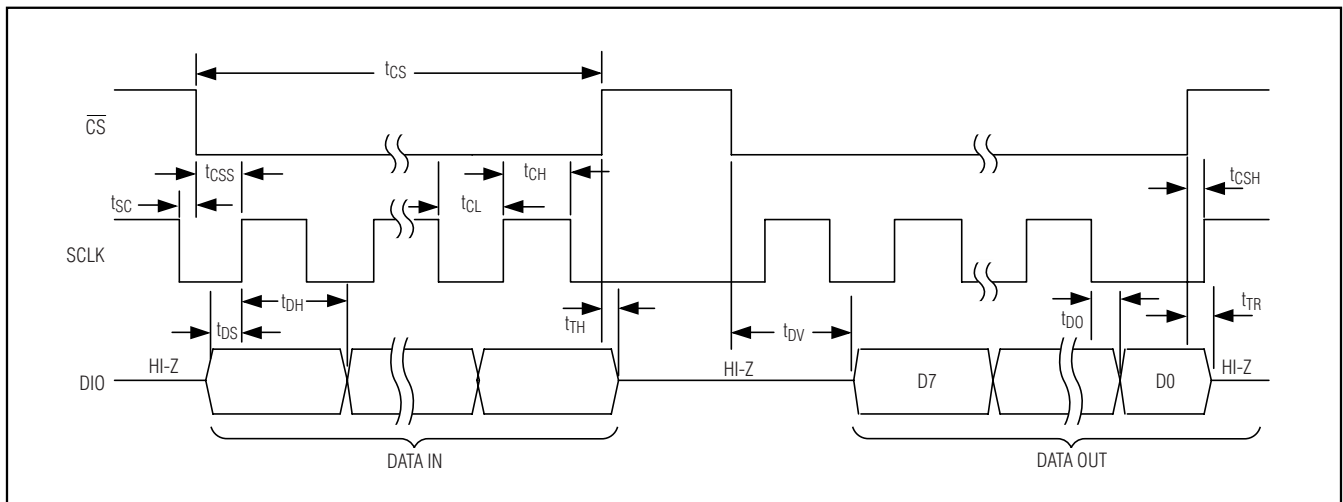 tCS
CS
tCSS
tCH
tCSH
tSC
tCL
SCLK
tDH
tTR
tDS
tTH
tDV
tDO
HI-Z
HI-Z
HI-Z
DIO
D7
D0
DATA IN
DATA OUT